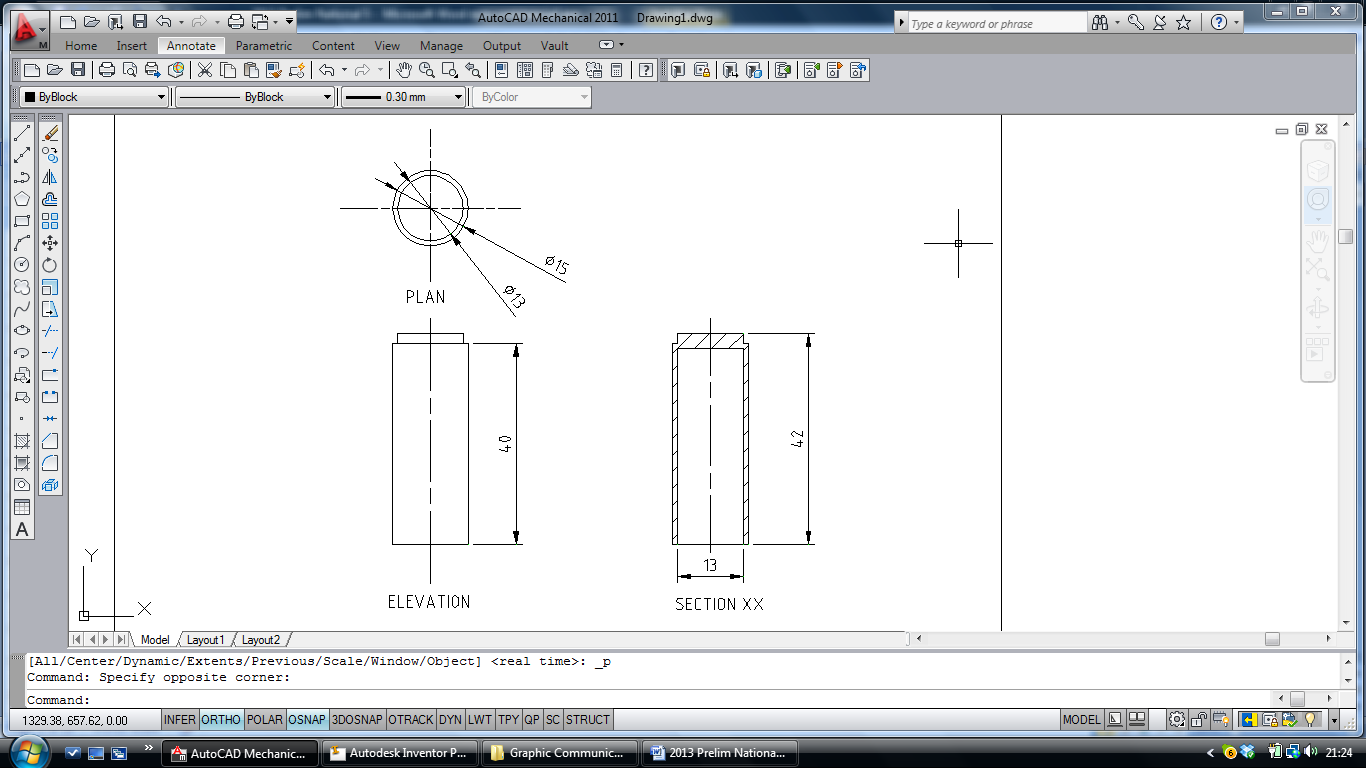 AutoCAD Mechanical 2011 Drawing1.dwg
Type a keyword or phrase
M
Home Insert Annotate Parametric Content View Manage Output Vault
ByBlock ByBlock 0.30 mm ByColor
ø15
ø13
PLAN
40
42
13
ELEVATION
SECTION XX
Y
X
Model Layout1 Layout2
[All/Center/Dynamic/Extents/Previous/Scale/Window/Object] <real time>: _p
Command: Specify opposite corner:
Command:
1329.38, 657.62, 0.00 INFER ORTHO POLAR OSNAP 3DOSNAP OTRACK DYN LWT TPY QP SC STRUCT MODEL
AutoCAD Mechanic... Autodesk Inventor P... Graphic Communic... 2013 Prelim Nationa... 21:24